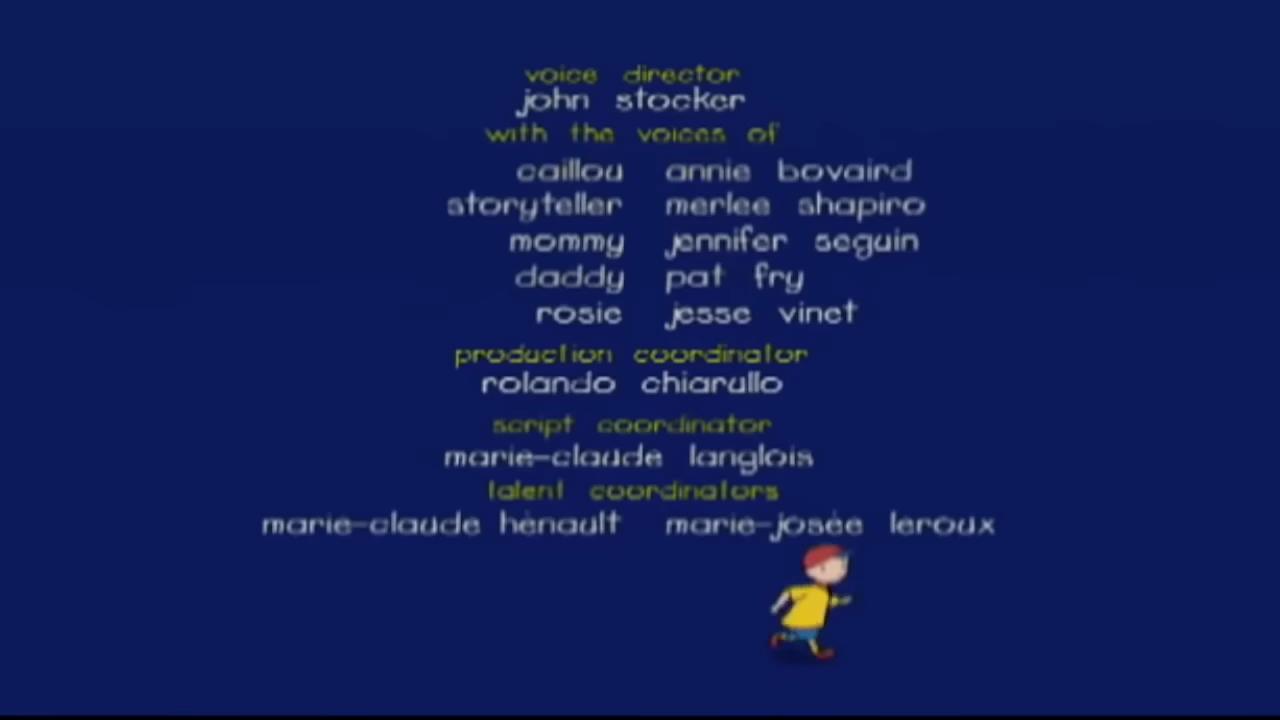 voice director
john stocker
with the voices of
caillou annie bovaird
storyteller merlee shapiro
mommy jennifer seguin
daddy pat fry
rosie jesse vinet
production coordinator
rolando chiarullo
script coordinator
marie-claude langlois
talent coordinators
marie-claude hénault marie-josée leroux